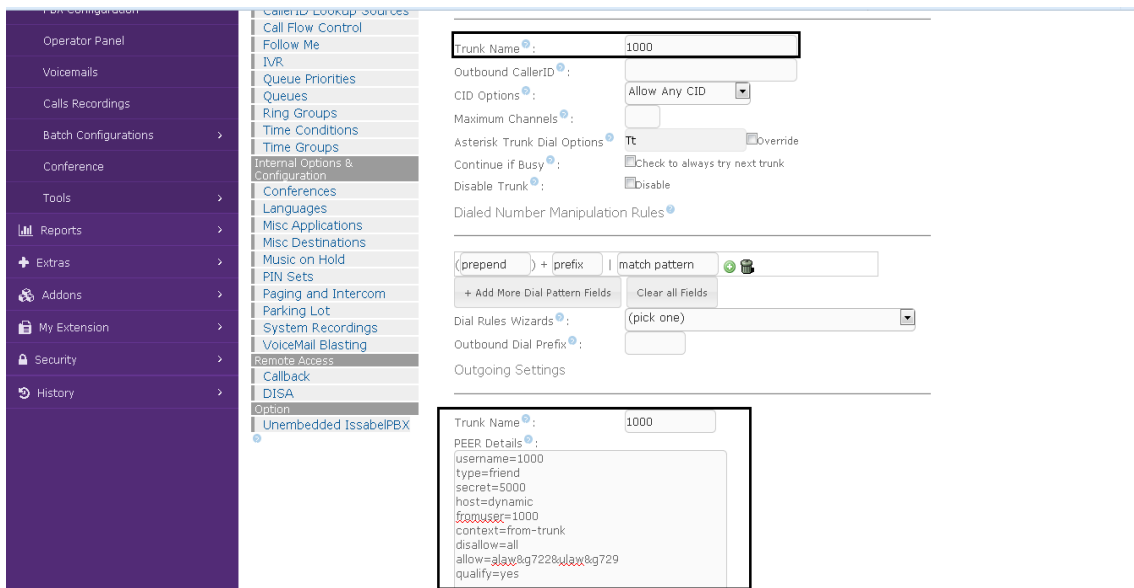 PBX Configuration
Operator Panel
Voicemails
Calls Recordings
Batch Configurations
Conference
Tools
Reports
Extras
Addons
My Extension
Security
History
CallerID Lookup Sources
Call Flow Control
Follow Me
IVR
Queue Priorities
Queues
Ring Groups
Time Conditions
Time Groups
Internal Options &
Configuration
Conferences
Languages
Misc Applications
Misc Destinations
Music on Hold
PIN Sets
Paging and Intercom
Parking Lot
System Recordings
VoiceMail Blasting
Remote Access
Callback
DISA
Option
Unembedded IssabelPBX
Trunk Name: 1000
Outbound CallerID:
CID Options: Allow Any CID
Maximum Channels:
Asterisk Trunk Dial Options Tt Override
Continue if Busy: Check to always try next trunk
Disable Trunk: Disable
Dialed Number Manipulation Rules
(prepend ) + prefix | match pattern
+ Add More Dial Pattern Fields Clear all Fields
Dial Rules Wizards: (pick one)
Outbound Dial Prefix:
Outgoing Settings
Trunk Name: 1000
PEER Details:
username=1000
type=friend
secret=5000
host=dynamic
fromuser=1000
context=from-trunk
disallow=all
allow=alaw&g722&ulaw&g729
qualify=yes